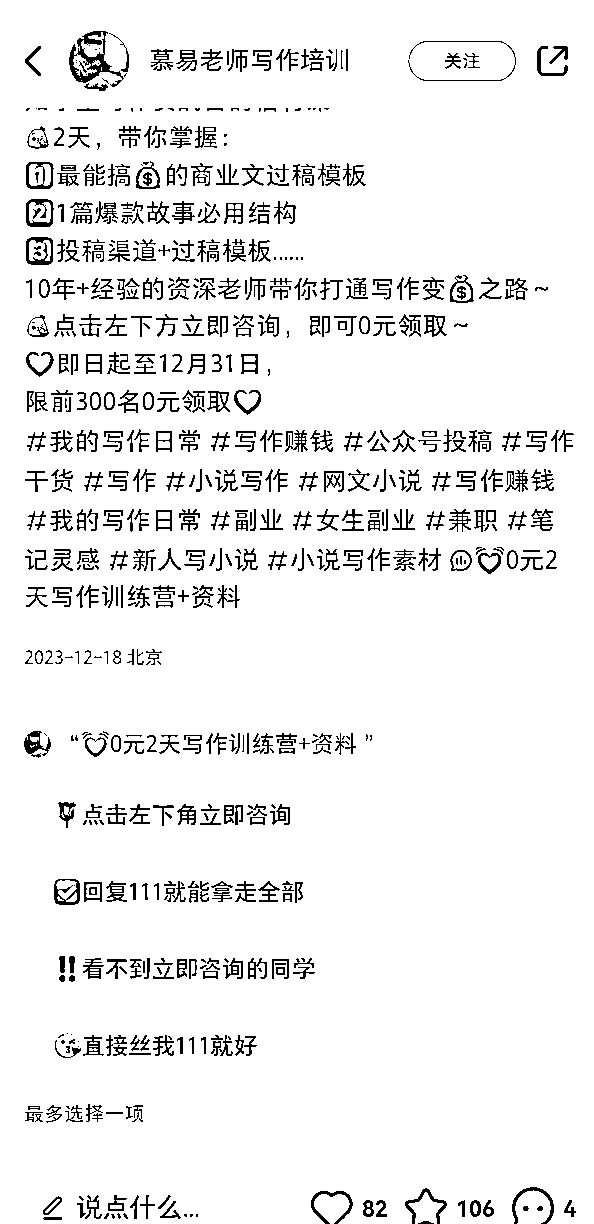 慕易老师写作培训
关注
2天，带你掌握：
1最能搞💰的商业文过稿模板
2 1篇爆款故事必用结构
3投稿渠道+过稿模板……
10年+经验的资深老师带你打通写作变💰之路～
点击左下方立即咨询，即可0元领取～
♡即日起至12月31日，
限前300名0元领取♡
#我的写作日常 #写作赚钱 #公众号投稿 #写作
干货 #写作 #小说写作 #网文小说 #写作赚钱
#我的写作日常 #副业 #女生副业 #兼职 #笔
记灵感 #新人写小说 #小说写作素材 0元2
天写作训练营+资料
2023-12-18 北京
“💓0元2天写作训练营+资料 ”
🌹点击左下角立即咨询
☑回复111就能拿走全部
‼看不到立即咨询的同学
😘直接丝我111就好
最多选择一项
说点什么... 82 106 4